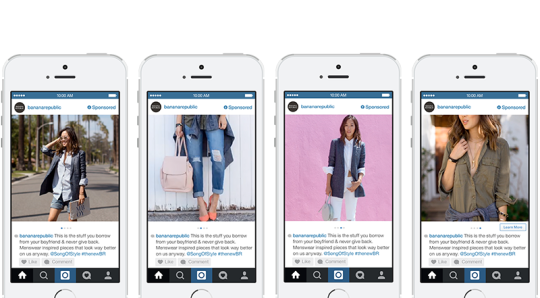 10:00 AM
bananarepublic
Sponsored
bananarepublic This is the stuff you borrow
from your boyfriend & never give back.
Menswear inspired pieces that look way better
on us anyway. @SongOfStyle #thenewBR
Like Comment
10:00 AM
bananarepublic
Sponsored
bananarepublic This is the stuff you borrow
from your boyfriend & never give back.
Menswear inspired pieces that look way better
on us anyway. @SongOfStyle #thenewBR
Like Comment
10:00 AM
bananarepublic
Sponsored
bananarepublic This is the stuff you borrow
from your boyfriend & never give back.
Menswear inspired pieces that look way better
on us anyway. @SongOfStyle #thenewBR
Like Comment
10:00 AM
bananarepublic
Sponsored
Learn More
bananarepublic This is the stuff you borrow
from your boyfriend & never give back.
Menswear inspired pieces that look way better
on us anyway. @SongOfStyle #thenewBR
Like Comment